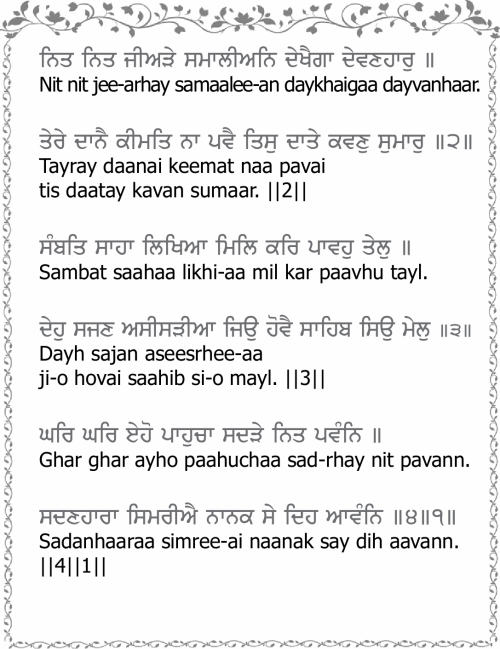 ਨਿਤ ਨਿਤ ਜੀਅੜੇ ਸਮਾਲੀਅਨਿ ਦੇਖੈਗਾ ਦੇਵਣਹਾਰੁ ॥
Nit nit jee-arhay samaalee-an daykhaigaa dayvanhaar.
ਤੇਰੇ ਦਾਨੈ ਕੀਮਤਿ ਨਾ ਪਵੈ ਤਿਸੁ ਦਾਤੇ ਕਵਣੁ ਸੁਮਾਰੁ ॥੨॥
Tayray daanai keemat naa pavai
tis daatay kavan sumaar. ||2||
ਸੰਬਤਿ ਸਾਹਾ ਲਿਖਿਆ ਮਿਲਿ ਕਰਿ ਪਾਵਹੁ ਤੇਲੁ ॥
Sambat saahaa likhi-aa mil kar paavhu tayl.
ਦੇਹੁ ਸਜਣ ਅਸੀਸੜੀਆ ਜਿਉ ਹੋਵੈ ਸਾਹਿਬ ਸਿਉ ਮੇਲੁ ॥੩॥
Dayh sajan aseesrhee-aa
ji-o hovai saahib si-o mayl. ||3||
ਘਰਿ ਘਰਿ ਏਹੋ ਪਾਹੁਚਾ ਸਦੜੇ ਨਿਤ ਪਵੰਨਿ ॥
Ghar ghar ayho paahuchaa sad-rhay nit pavann.
ਸਦਣਹਾਰਾ ਸਿਮਰੀਐ ਨਾਨਕ ਸੇ ਦਿਹ ਆਵੰਨਿ ॥੪॥੧॥
Sadanhaaraa simree-ai naanak say dih aavann.
||4||1||